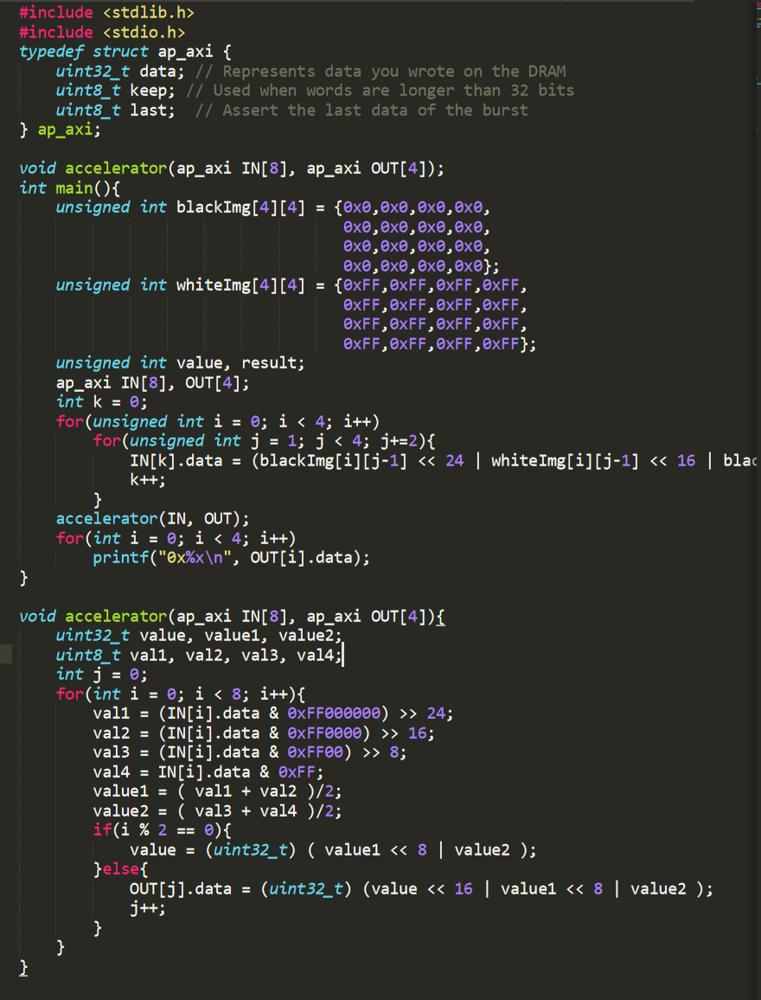 #include <stdlib.h>
#include <stdio.h>
typedef struct ap_axi {
    uint32_t data; // Represents data you wrote on the DRAM
    uint8_t keep; // Used when words are longer than 32 bits
    uint8_t last;  // Assert the last data of the burst
} ap_axi;

void accelerator(ap_axi IN[8], ap_axi OUT[4]);
int main(){
    unsigned int blackImg[4][4] = {0x0,0x0,0x0,0x0,
                                   0x0,0x0,0x0,0x0,
                                   0x0,0x0,0x0,0x0,
                                   0x0,0x0,0x0,0x0};
    unsigned int whiteImg[4][4] = {0xFF,0xFF,0xFF,0xFF,
                                   0xFF,0xFF,0xFF,0xFF,
                                   0xFF,0xFF,0xFF,0xFF,
                                   0xFF,0xFF,0xFF,0xFF};
    unsigned int value, result;
    ap_axi IN[8], OUT[4];
    int k = 0;
    for(unsigned int i = 0; i < 4; i++)
        for(unsigned int j = 1; j < 4; j+=2){
            IN[k].data = (blackImg[i][j-1] << 24 | whiteImg[i][j-1] << 16 |
            k++;
        }
    accelerator(IN, OUT);
    for(int i = 0; i < 4; i++)
        printf("0x%x\n", OUT[i].data);
}

void accelerator(ap_axi IN[8], ap_axi OUT[4]){
    uint32_t value, value1, value2;
    uint8_t val1, val2, val3, val4;
    int j = 0;
    for(int i = 0; i < 8; i++){
        val1 = (IN[i].data & 0xFF000000) >> 24;
        val2 = (IN[i].data & 0xFF0000) >> 16;
        val3 = (IN[i].data & 0xFF00) >> 8;
        val4 = IN[i].data & 0xFF;
        value1 = ( val1 + val2 )/2;
        value2 = ( val3 + val4 )/2;
        if(i % 2 == 0){
            value = (uint32_t) ( value1 << 8 | value2 );
        }else{
            OUT[j].data = (uint32_t) (value << 16 | value1 << 8 | value2 );
            j++;
        }
    }
}